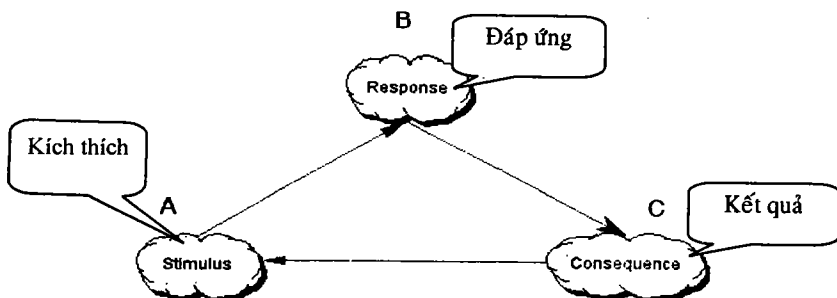 B
Đáp ứng
Response
Kích thích
A
C
Kết quả
Stimulus
Consequence